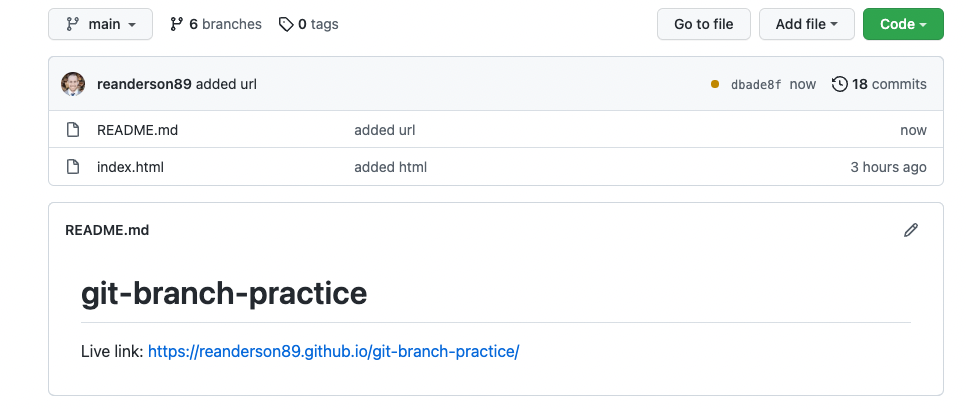 main 6 branches 0 tags Go to file Add file Code
reanderson89 added url dbade8f now 18 commits
README.md added url now
index.html added html 3 hours ago
README.md
git-branch-practice
Live link: https://reanderson89.github.io/git-branch-practice/